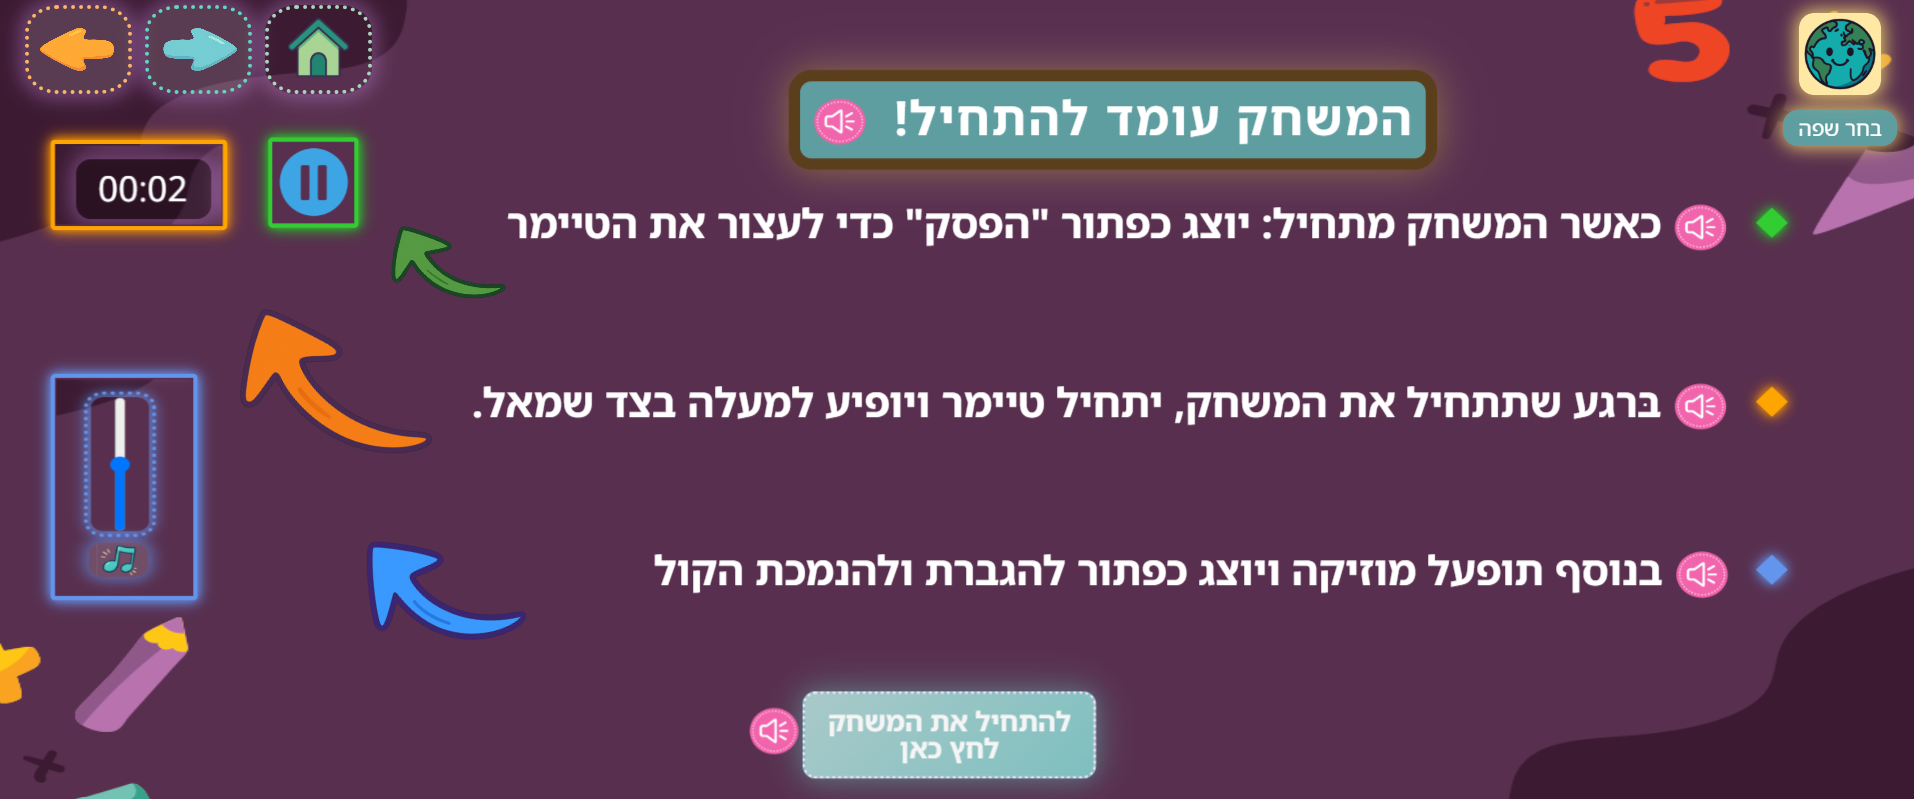 5
בחר שפה
המשחק עומד להתחיל!
00:02
כאשר המשחק מתחיל: יוצג כפתור "הפסק" כדי לעצור את הטיימר
ברגע שתתחיל את המשחק, יתחיל טיימר ויופיע למעלה בצד שמאל.
בנוסף תופעל מוזיקה ויוצג כפתור להגברת ולהנמכת הקול
להתחיל את המשחק
לחץ כאן